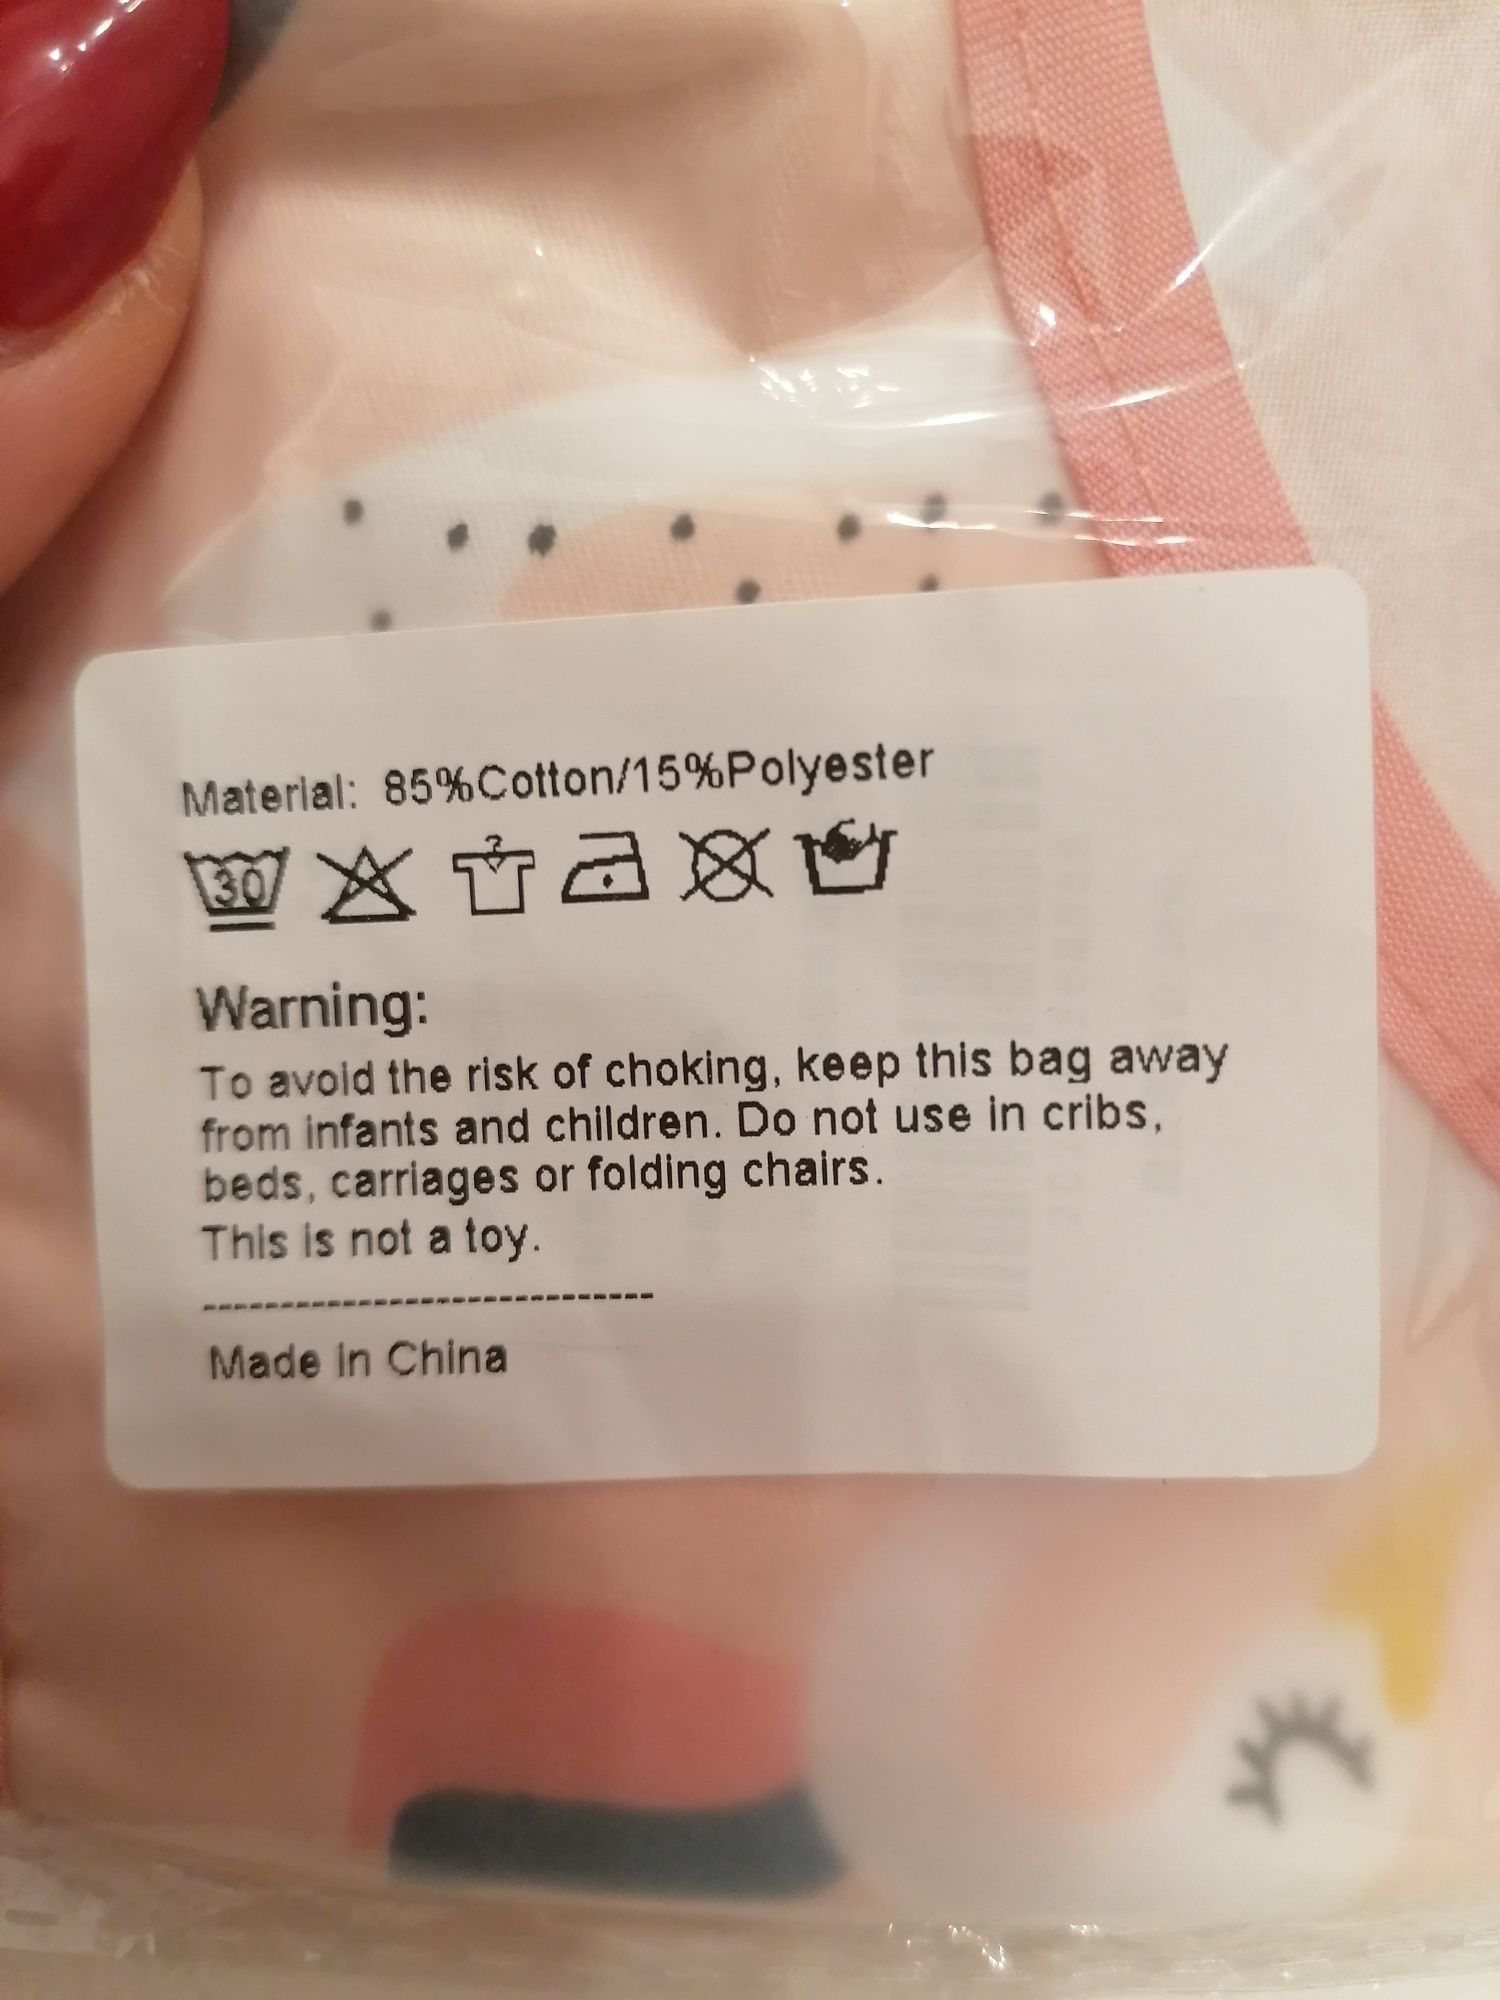 Material: 85%Cotton/15%Polyester
30
Warning:
To avoid the risk of choking, keep this bag away
from infants and children. Do not use in cribs,
beds, carriages or folding chairs.
This is not a toy.
-----------------------------
Made in China